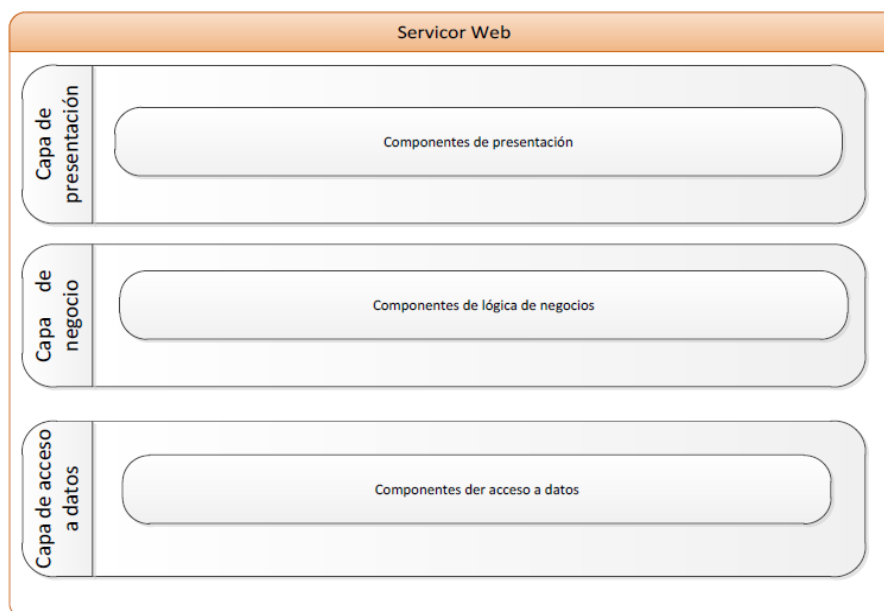 Servicor Web
Capa de
presentación
Componentes de presentación
Capa de
negocio
Componentes de lógica de negocios
Capa de acceso
a datos
Componentes der acceso a datos